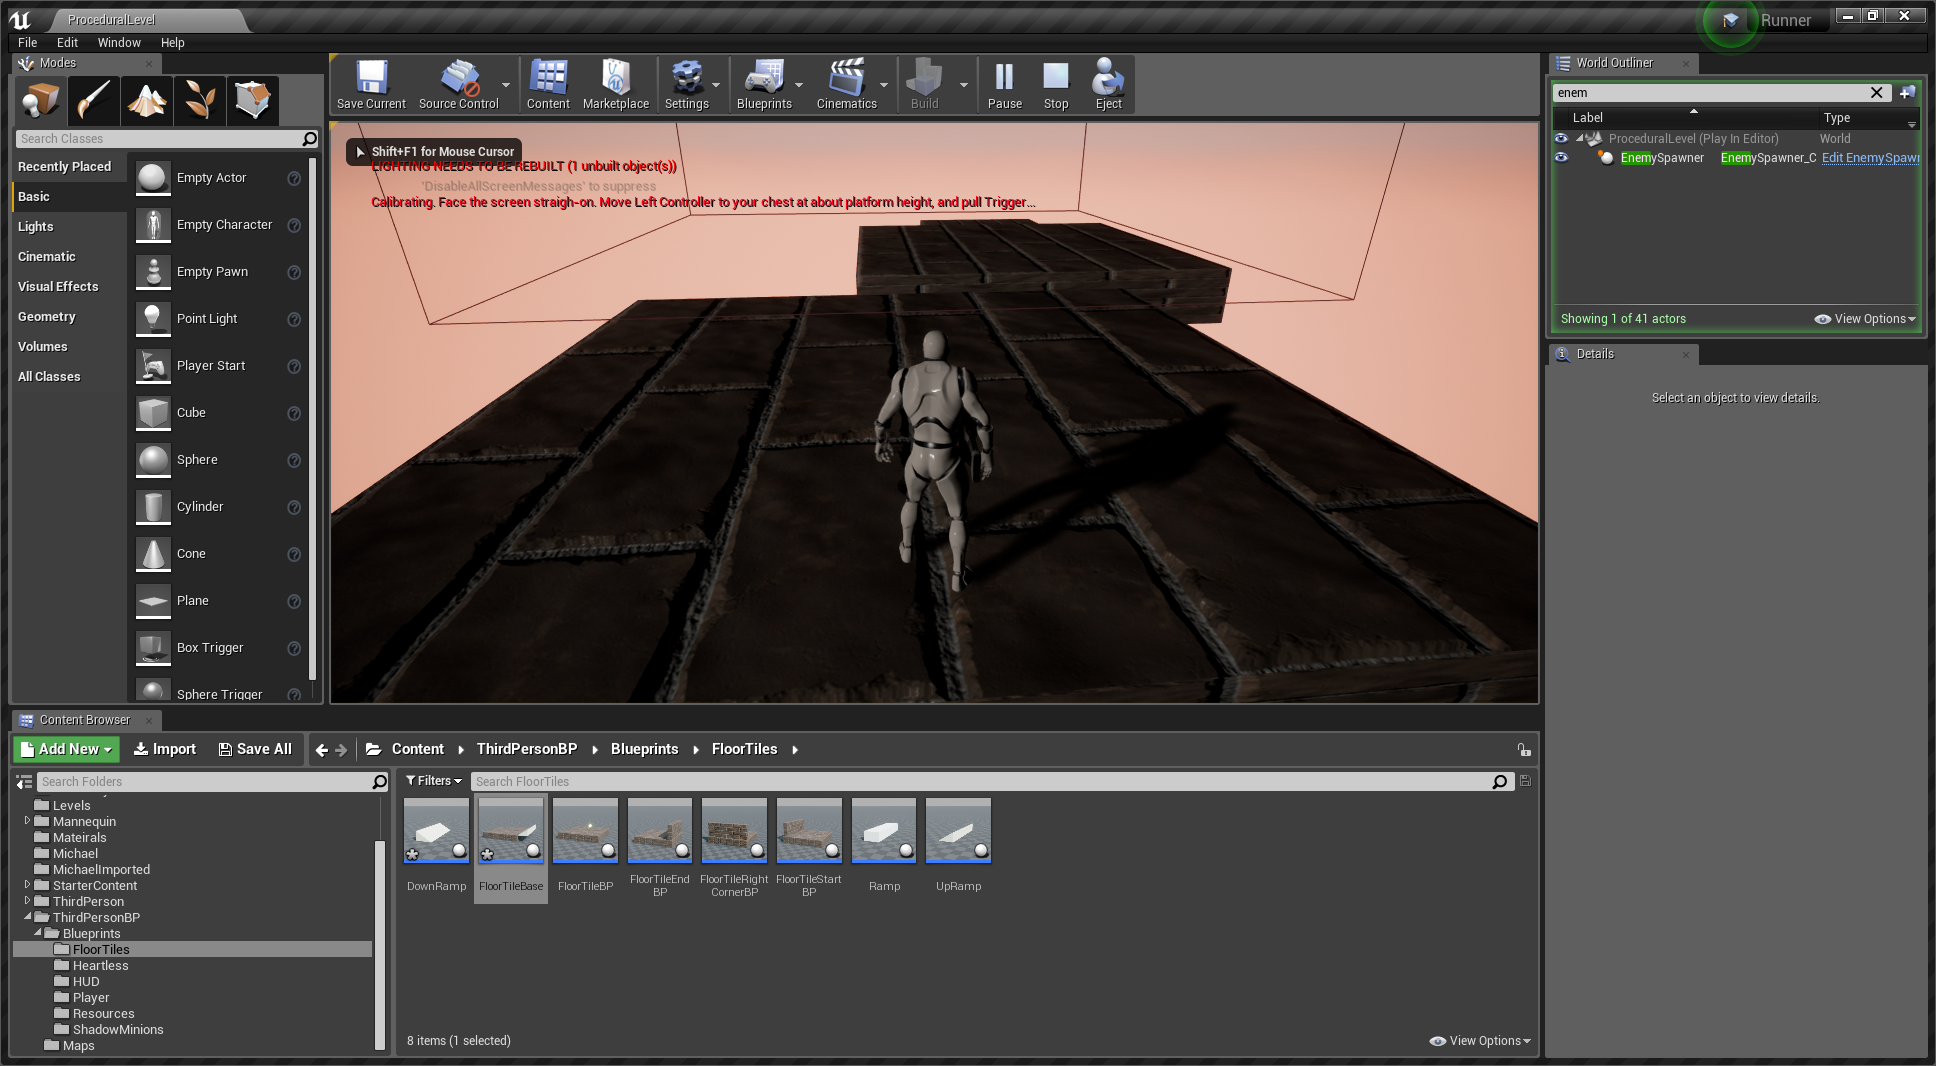 ProceduralLevel
Runner
File Edit Window Help
Modes
Search Classes
Recently Placed
Basic
Lights
Cinematic
Visual Effects
Geometry
Volumes
All Classes
Empty Actor
Empty Character
Empty Pawn
Point Light
Player Start
Cube
Sphere
Cylinder
Cone
Plane
Box Trigger
Sphere Trigger
Save Current
Source Control
Content
Marketplace
Settings
Blueprints
Cinematics
Build
Pause
Stop
Eject
Shift+F1 for Mouse Cursor
LIGHTING NEEDS TO BE REBUILT (1 unbuilt object(s))
'DisableAllScreenMessages' to suppress
Calibrating. Face the screen straigh-on. Move Left Controller to your chest at about platform height, and pull Trigger...
World Outliner
enem
Label Type
ProceduralLevel (Play In Editor) World
EnemySpawner EnemySpawner_C Edit EnemySpawn
Showing 1 of 41 actors
View Options
Details
Select an object to view details.
Content Browser
Add New Import Save All Content ThirdPersonBP Blueprints FloorTiles
Search Folders
Levels
Mannequin
Mateirals
Michael
MichaelImported
StarterContent
ThirdPerson
ThirdPersonBP
Blueprints
FloorTiles
Heartless
HUD
Player
Resources
ShadowMinions
Maps
Filters
Search FloorTiles
DownRamp
FloorTileBase
FloorTileBP
FloorTileEnd
BP
FloorTileRight
CornerBP
FloorTileStart
BP
Ramp
UpRamp
8 items (1 selected)
View Options